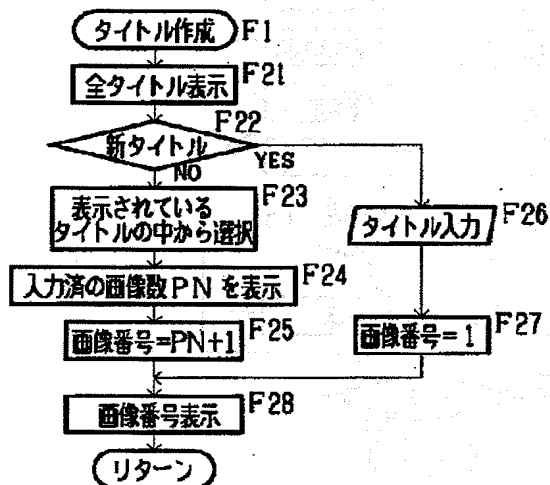 タイトル作成 F1
全タイトル表示 F21
新タイトル F22
YES
NO
表示されている
タイトルの中から選択 F23
タイトル入力 F26
入力済の画像数PNを表示 F24
画像番号=PN+1 F25
画像番号=1 F27
画像番号表示 F28
リターン